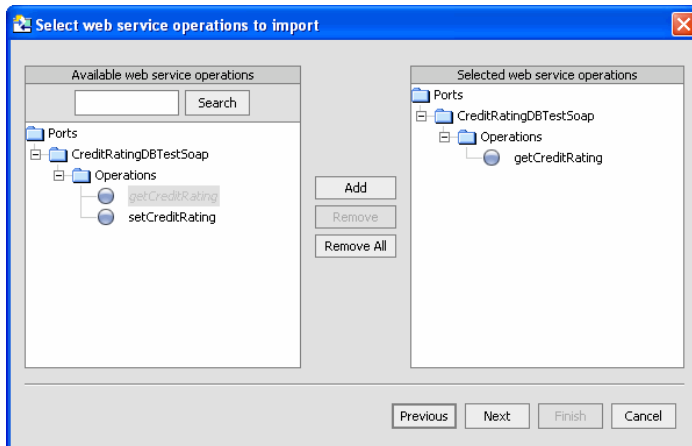 Select web service operations to import
Available web service operations
Search
Ports
CreditRatingDBTestSoap
Operations
getCreditRating
setCreditRating
Add
Remove
Remove All
Selected web service operations
Ports
CreditRatingDBTestSoap
Operations
getCreditRating
Previous Next Finish Cancel